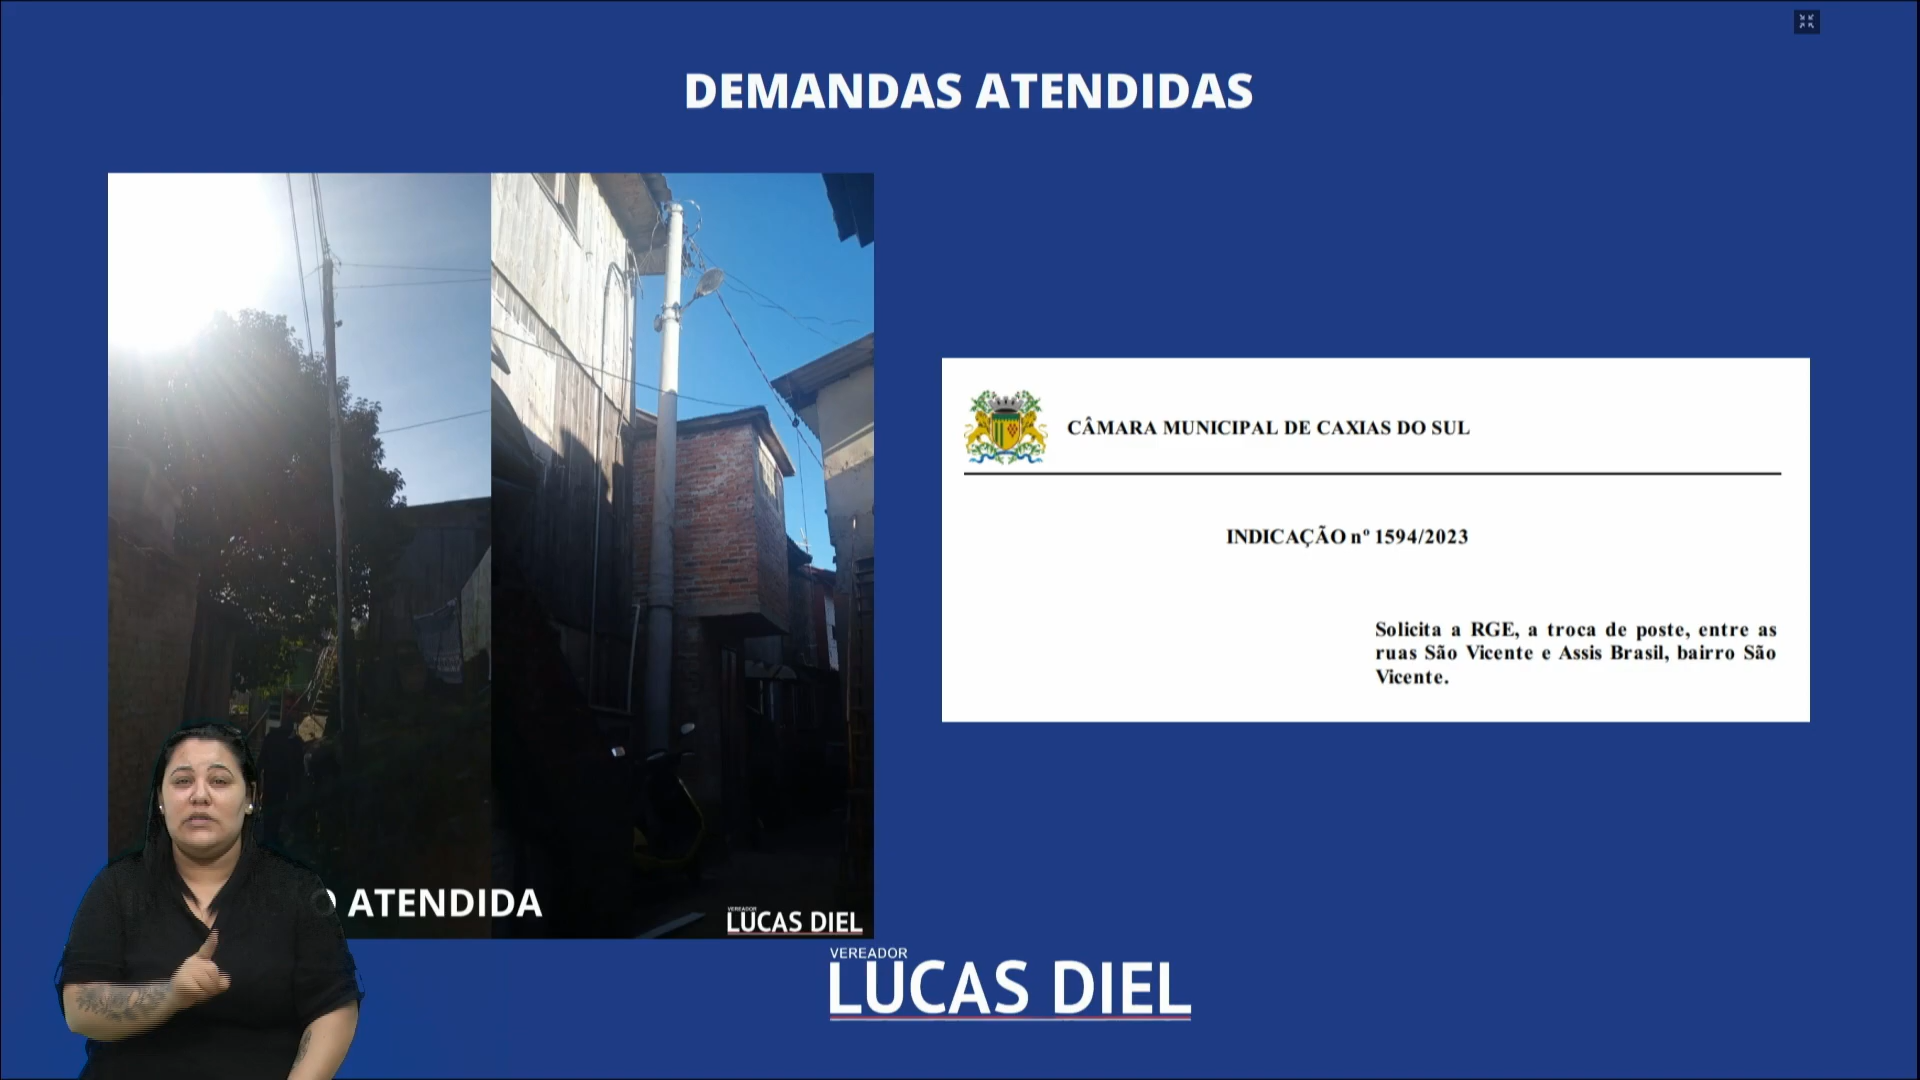 DEMANDAS ATENDIDAS
CÂMARA MUNICIPAL DE CAXIAS DO SUL
INDICAÇÃO nº 1594/2023
Solicita a RGE, a troca de poste, entre as
ruas São Vicente e Assis Brasil, bairro São
Vicente.
ATENDIDA
VEREADOR
LUCAS DIEL
VEREADOR
LUCAS DIEL